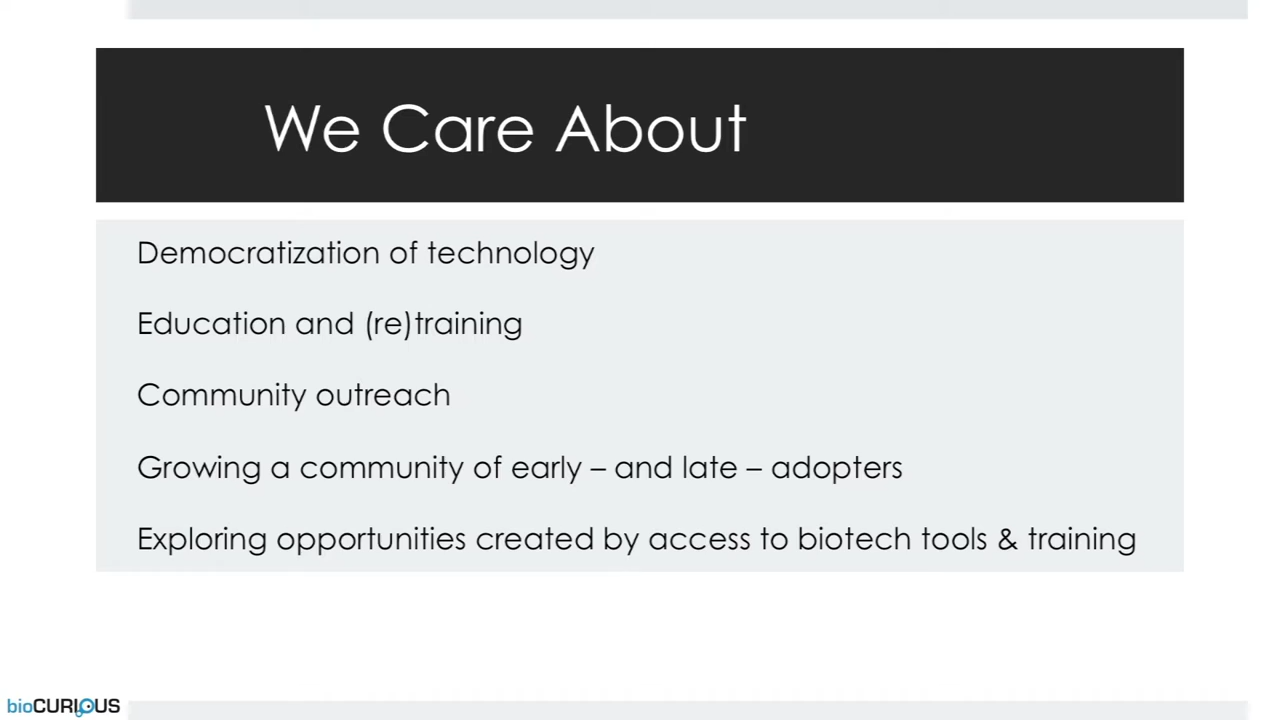 We Care About
Democratization of technology
Education and (re)training
Community outreach
Growing a community of early – and late – adopters
Exploring opportunities created by access to biotech tools & training
bioCURIOUS